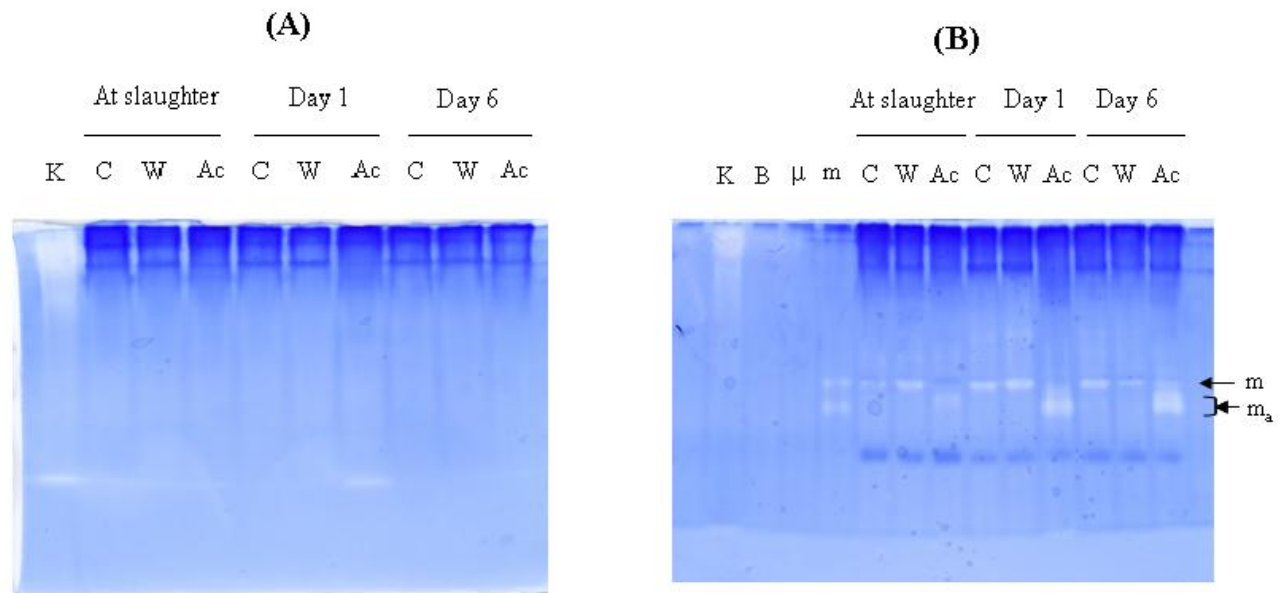 (A)
At slaughter Day 1 Day 6
K C W Ac C W Ac C W Ac
(B)
At slaughter Day 1 Day 6
K B µ m C W Ac C W Ac C W Ac
m
mₐ